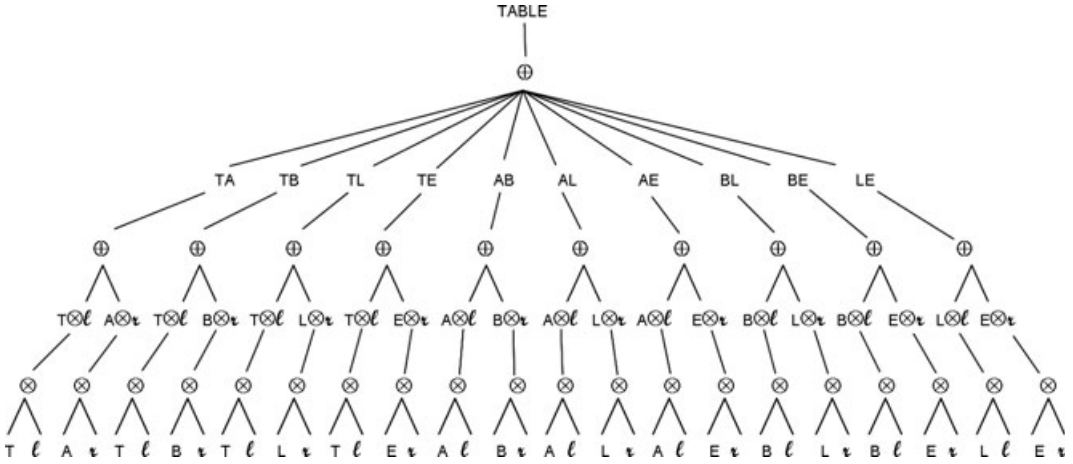 TABLE
⊕
TA TB TL TE AB AL AE BL BE LE
⊕ ⊕ ⊕ ⊕ ⊕ ⊕ ⊕ ⊕ ⊕ ⊕
T⊗ℓ A⊗r T⊗ℓ B⊗r T⊗ℓ L⊗r T⊗ℓ E⊗r A⊗ℓ B⊗r A⊗ℓ L⊗r A⊗ℓ E⊗r B⊗ℓ L⊗r B⊗ℓ E⊗r L⊗ℓ E⊗r
⊗ ⊗ ⊗ ⊗ ⊗ ⊗ ⊗ ⊗ ⊗ ⊗ ⊗ ⊗ ⊗ ⊗ ⊗ ⊗ ⊗ ⊗ ⊗ ⊗
T ℓ A r T ℓ B r T ℓ L r T ℓ E r A ℓ B r A ℓ L r A ℓ E r B ℓ L r B ℓ E r L ℓ E r